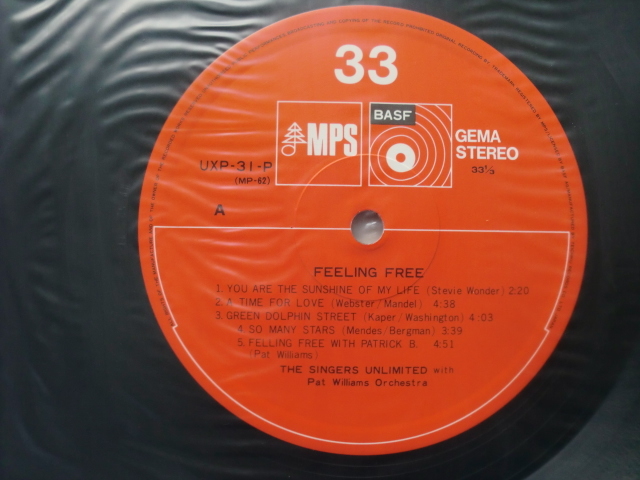 33
MPS
BASF
GEMA
STEREO
33⅓
UXP-31-P
(MP-62)
A
FEELING FREE
1. YOU ARE THE SUNSHINE OF MY LIFE (Stevie Wonder) 2:20
2. A TIME FOR LOVE (Webster/Mandel) 4:38
3. GREEN DOLPHIN STREET (Kaper/Washington) 4:03
4. SO MANY STARS (Mendes/Bergman) 3:39
5. FELLING FREE WITH PATRICK B. 4:51
(Pat Williams)
THE SINGERS UNLIMITED with
Pat Williams Orchestra